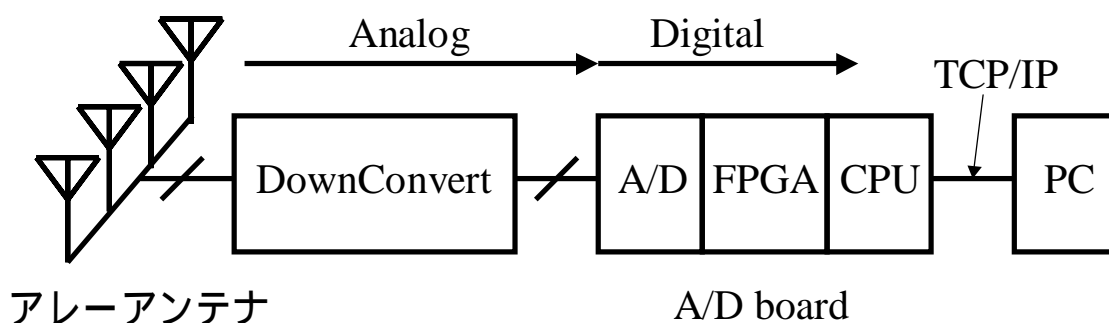 Analog
Digital
TCP/IP
DownConvert
A/D
FPGA
CPU
PC
アレーアンテナ
A/D board